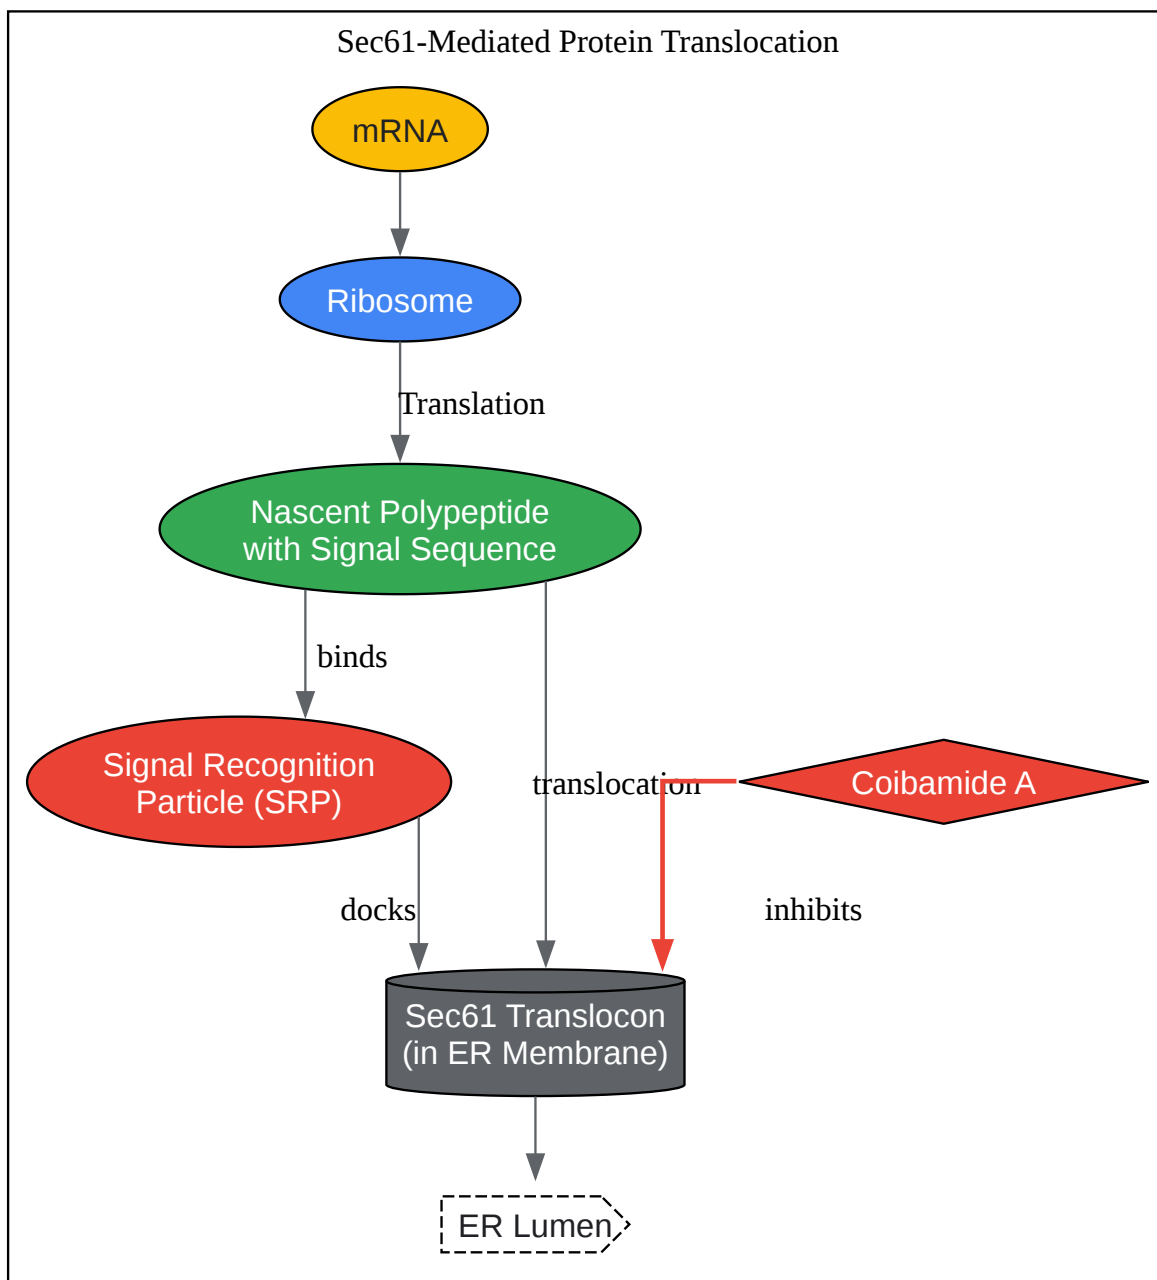 Sec61-Mediated Protein Translocation
mRNA
Ribosome
Translation
Nascent Polypeptide
with Signal Sequence
binds
Signal Recognition
Particle (SRP)
translocation
Coibamide A
docks
inhibits
Sec61 Translocon
(in ER Membrane)
ER Lumen